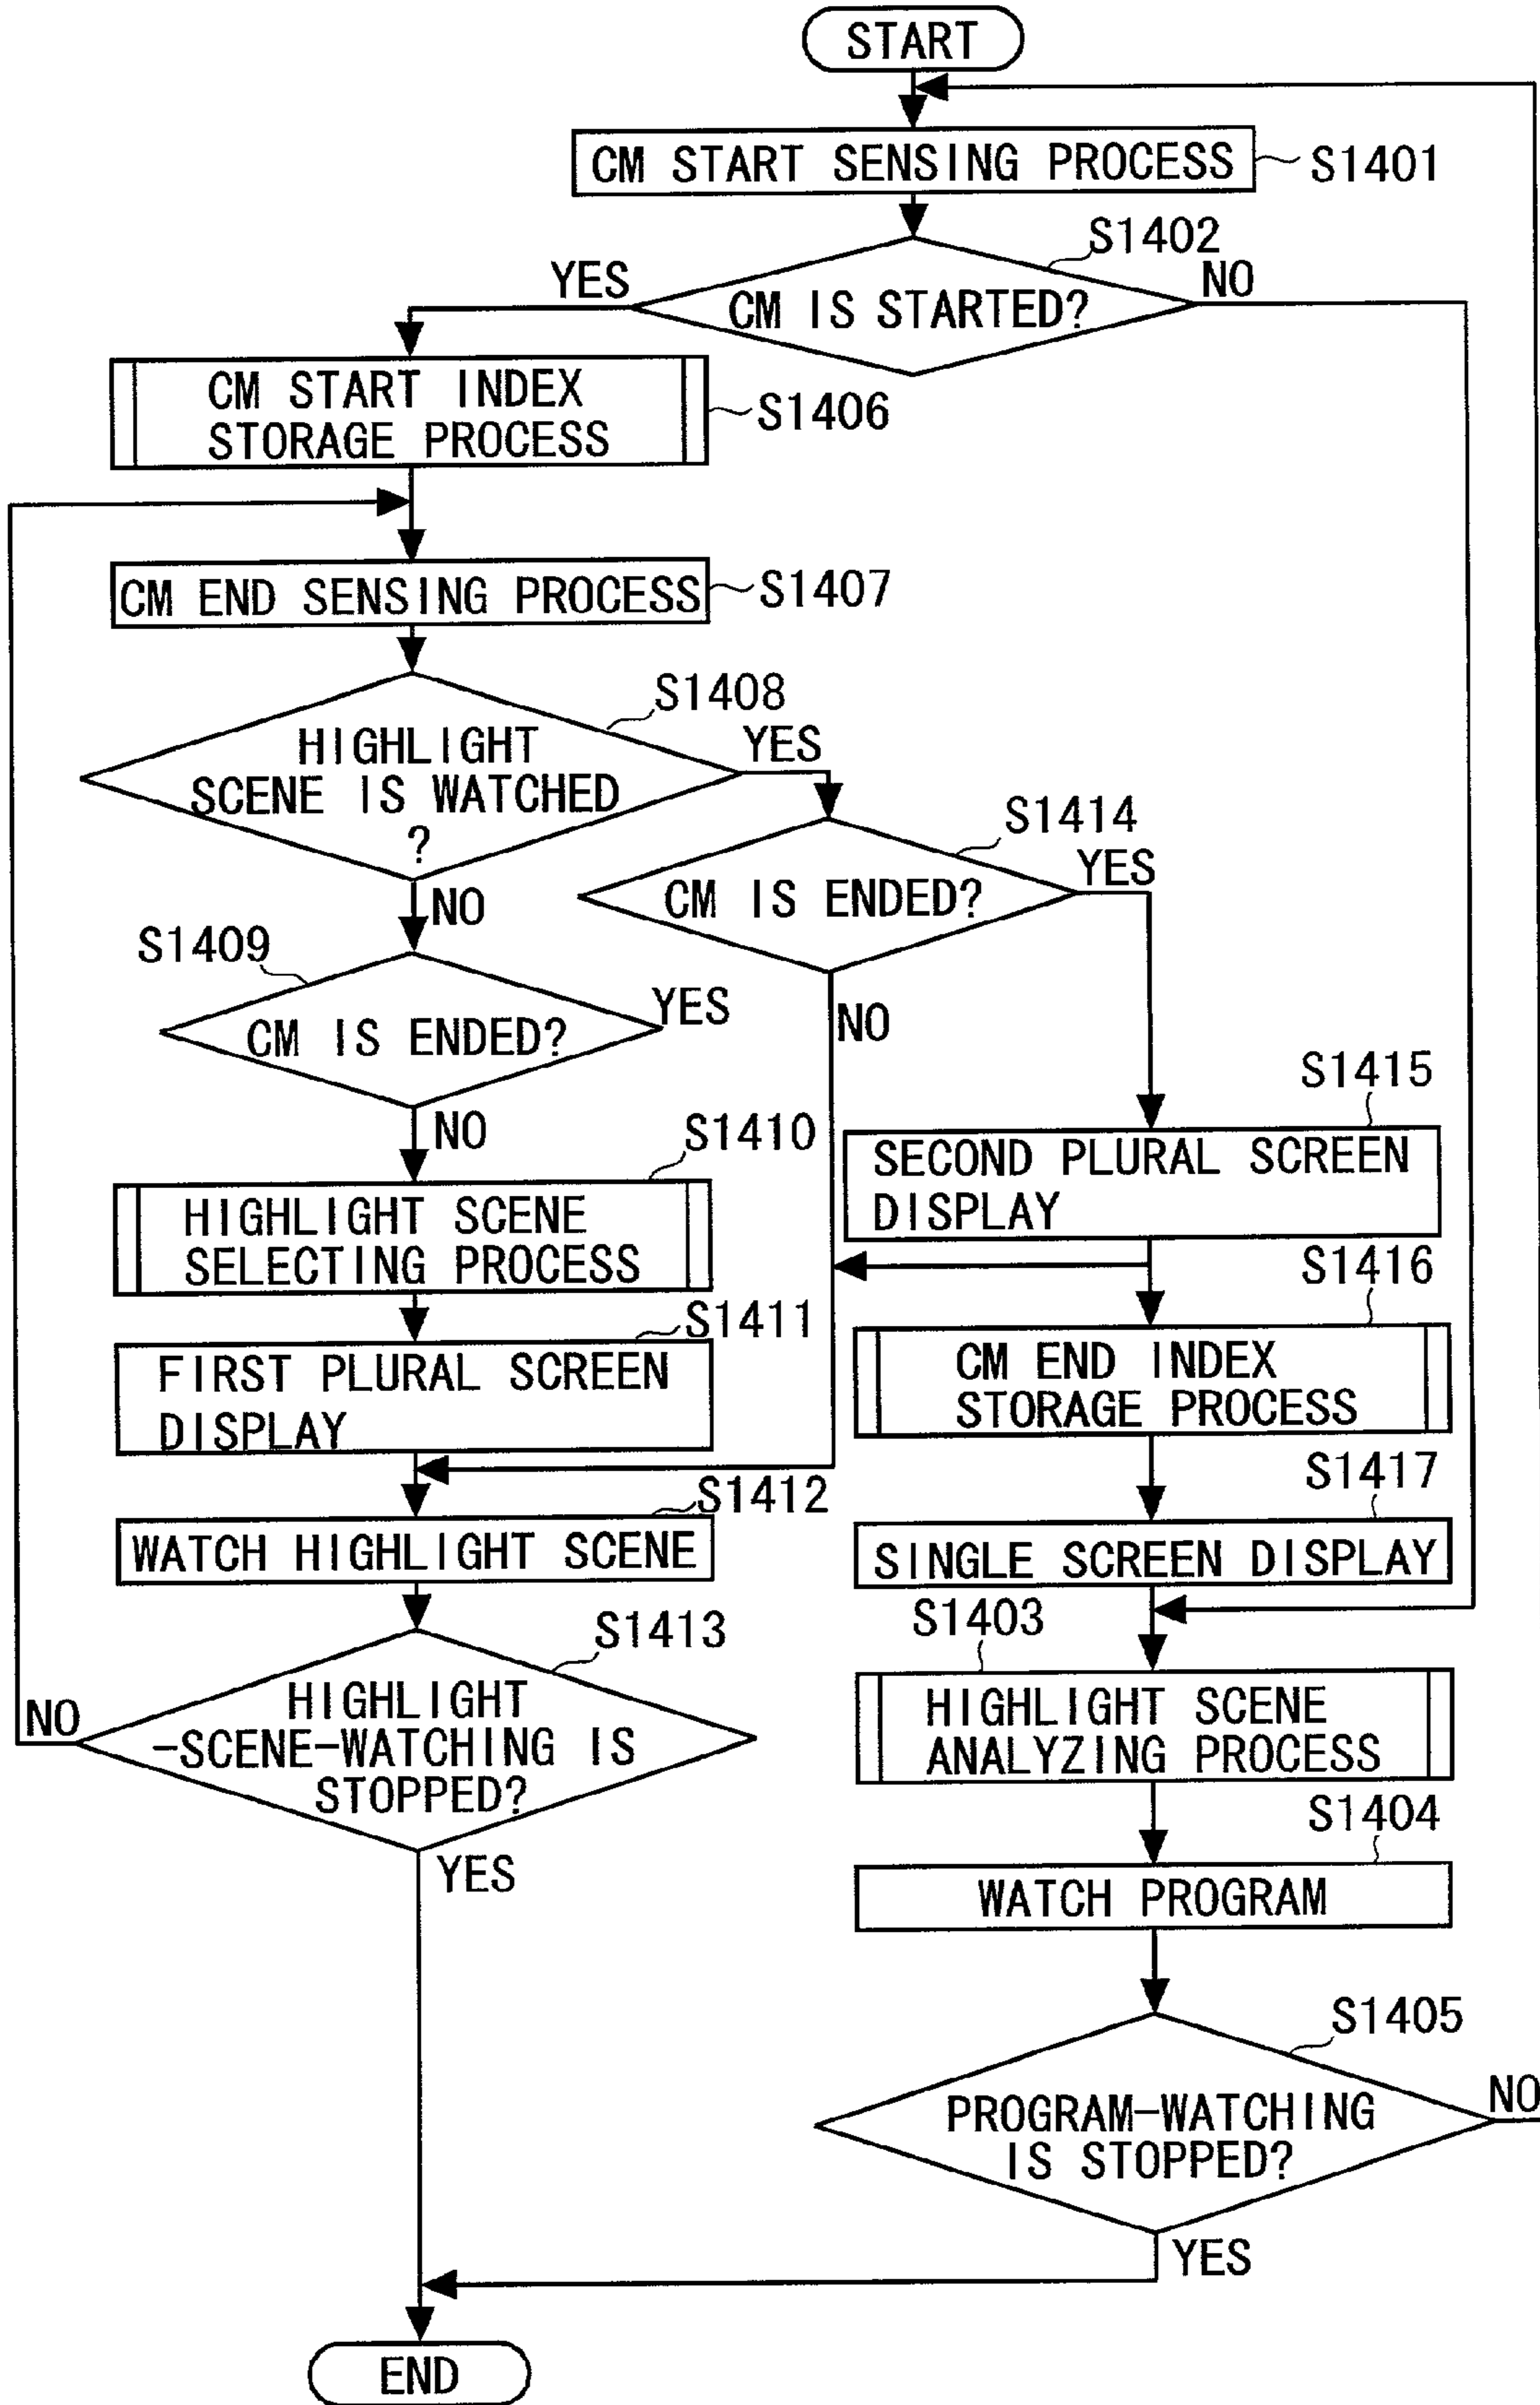 START
CM START SENSING PROCESS
S1401
S1402
YES
CM IS STARTED?
NO
CM START INDEX
STORAGE PROCESS
S1406
CM END SENSING PROCESS
S1407
S1408
HIGHLIGHT
SCENE IS WATCHED
?
YES
NO
S1414
CM IS ENDED?
YES
NO
S1409
CM IS ENDED?
YES
NO
S1410
HIGHLIGHT SCENE
SELECTING PROCESS
S1411
FIRST PLURAL SCREEN
DISPLAY
S1412
WATCH HIGHLIGHT SCENE
S1413
HIGHLIGHT
-SCENE-WATCHING IS
STOPPED?
NO
YES
S1415
SECOND PLURAL SCREEN
DISPLAY
S1416
CM END INDEX
STORAGE PROCESS
S1417
SINGLE SCREEN DISPLAY
S1403
HIGHLIGHT SCENE
ANALYZING PROCESS
S1404
WATCH PROGRAM
S1405
PROGRAM-WATCHING
IS STOPPED?
NO
YES
END